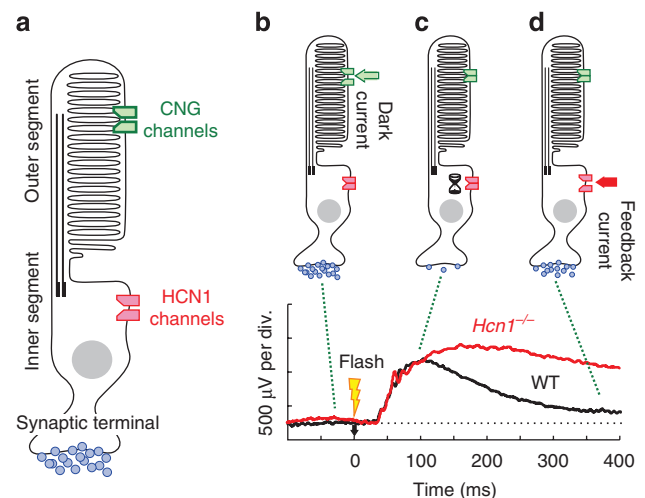 a
Outer segment
CNG
channels
Inner segment
HCN1
channels
Synaptic terminal
b
Dark
current
c
d
Feedback
current
500 μV per div.
Flash
Hcn1–/–
WT
0
100
200
300
400
Time (ms)